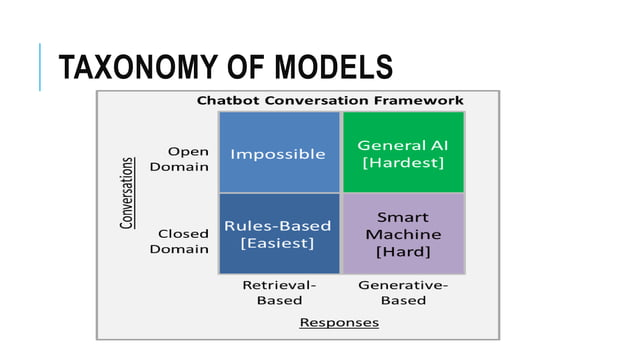 TAXONOMY OF MODELS
Chatbot Conversation Framework
Conversations
Open
Domain
Impossible
General AI
[Hardest]
Closed
Domain
Rules-Based
[Easiest]
Smart
Machine
[Hard]
Retrieval-
Based
Generative-
Based
Responses